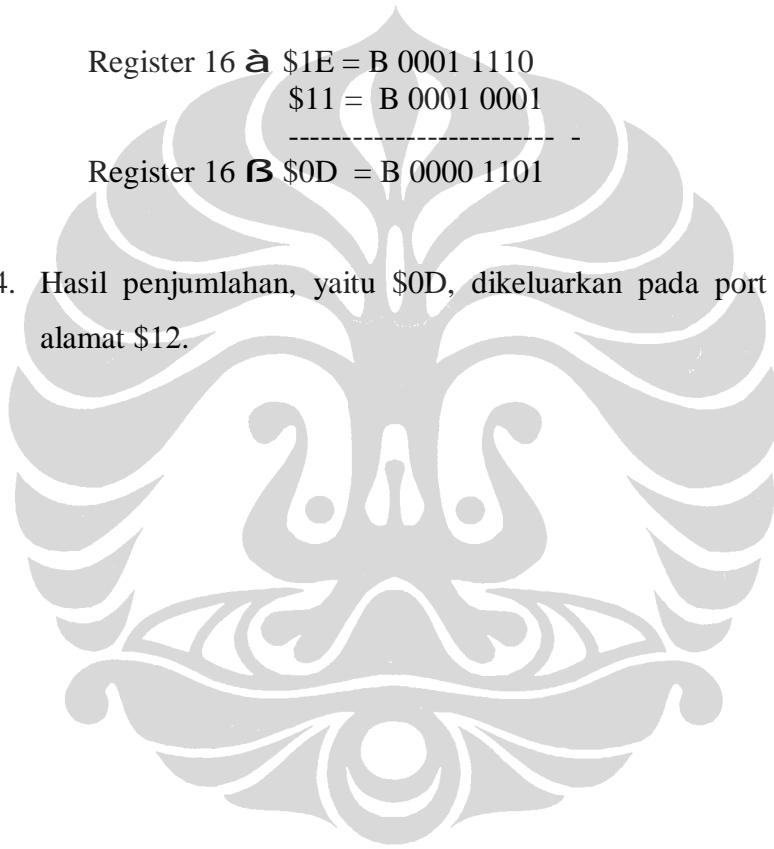 Register 16 à $1E = B 0001 1110
$11 = B 0001 0001
------------------------- -
Register 16 ß $0D = B 0000 1101
4. Hasil penjumlahan, yaitu $0D, dikeluarkan pada port
alamat $12.